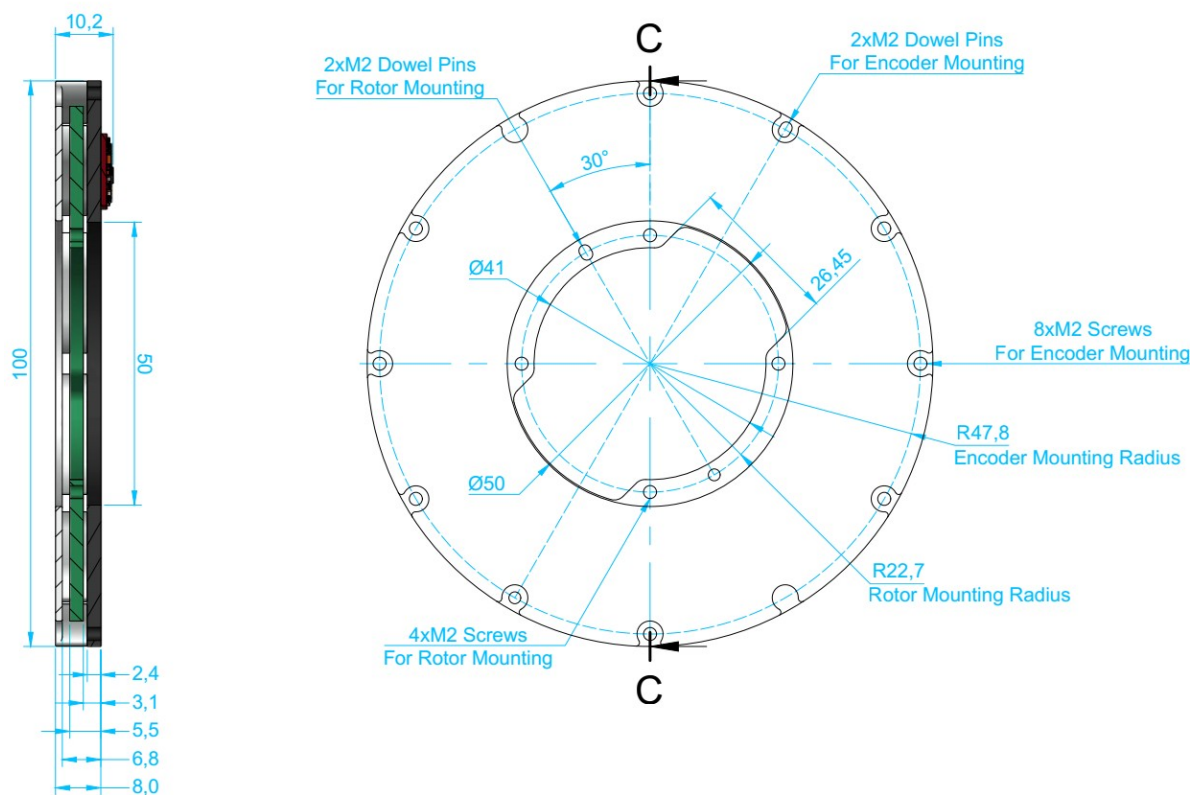 10,2
100
50
2,4
3,1
5,5
6,8
8,0
C
2xM2 Dowel Pins
For Rotor Mounting
2xM2 Dowel Pins
For Encoder Mounting
30°
26,45
Ø41
8xM2 Screws
For Encoder Mounting
R47,8
Encoder Mounting Radius
Ø50
R22,7
Rotor Mounting Radius
4xM2 Screws
For Rotor Mounting
C